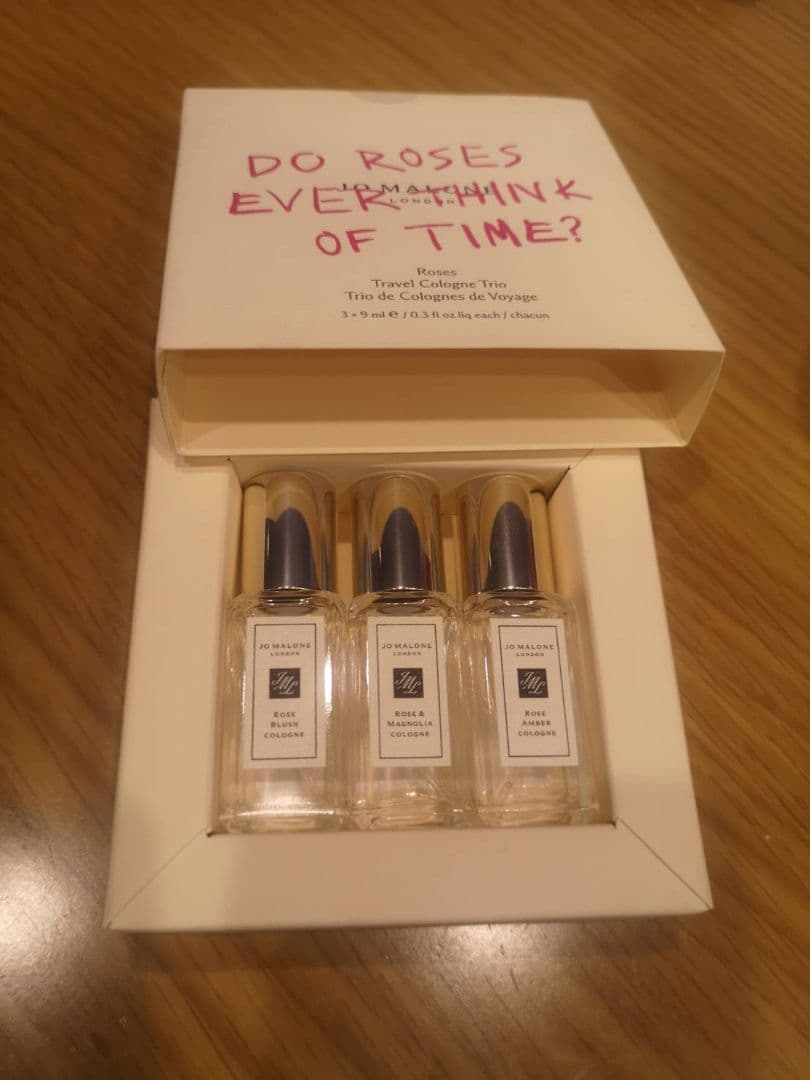 DO ROSES
JO MALONE
EVER THINK
LONDON
OF TIME?
Roses
Travel Cologne Trio
Trio de Colognes de Voyage
3 × 9 ml e / 0.3 fl oz liq each / chacun
JO MALONE
LONDON
ROSE
BLUSH
COLOGNE
JO MALONE
LONDON
ROSE &
MAGNOLIA
COLOGNE
JO MALONE
LONDON
ROSE
AMBER
COLOGNE